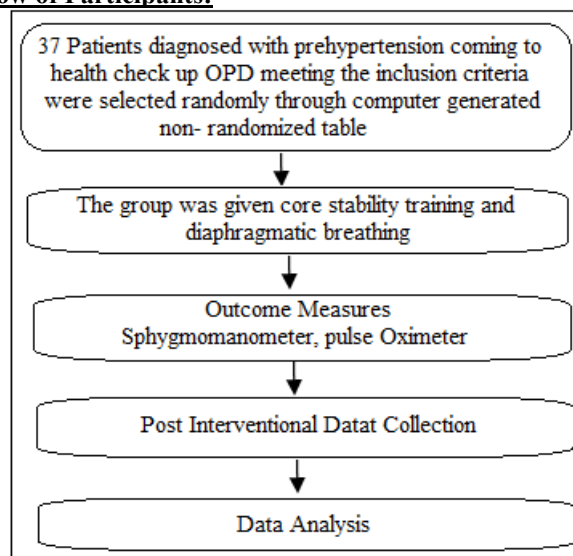 of Participants:
37 Patients diagnosed with prehypertension coming to
health check up OPD meeting the inclusion criteria
were selected randomly through computer generated
non- randomized table
The group was given core stability training and
diaphragmatic breathing
Outcome Measures
Sphygmomanometer, pulse Oximeter
Post Interventional Datat Collection
Data Analysis